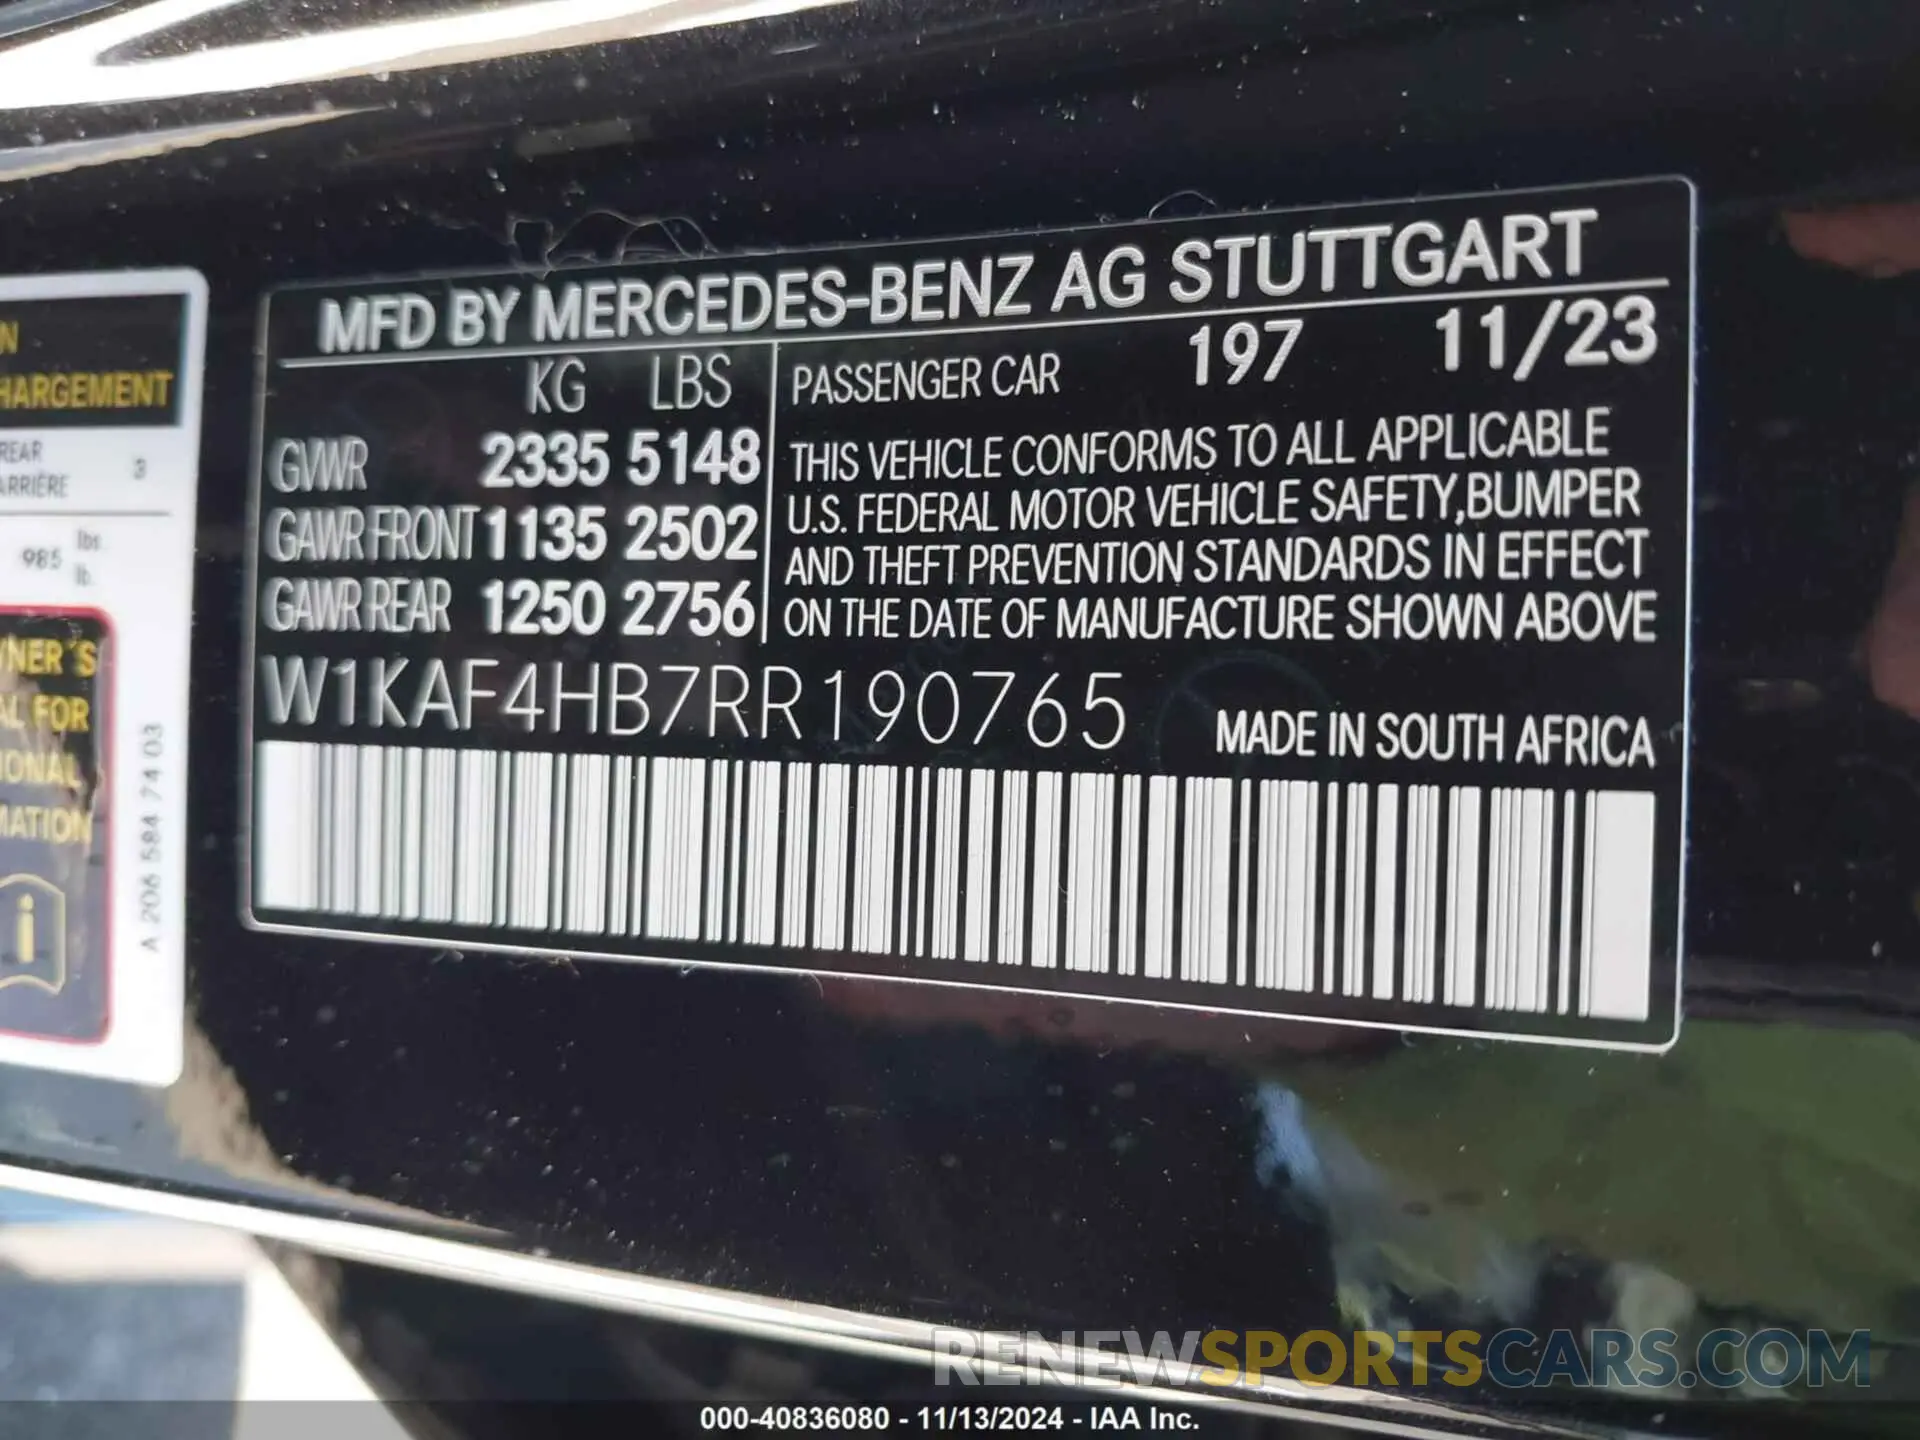 N
HARGEMENT
REAR 3
ARRIÈRE
985 lbs.
lb.
NER´S
AL FOR
IONAL
MATION
i
A 206 584 74 03
MFD BY MERCEDES-BENZ AG STUTTGART
KG LBS
GVWR 2335 5148
GAWR FRONT 1135 2502
GAWR REAR 1250 2756
PASSENGER CAR 197 11/23
THIS VEHICLE CONFORMS TO ALL APPLICABLE
U.S. FEDERAL MOTOR VEHICLE SAFETY,BUMPER
AND THEFT PREVENTION STANDARDS IN EFFECT
ON THE DATE OF MANUFACTURE SHOWN ABOVE
W1KAF4HB7RR190765
MADE IN SOUTH AFRICA
RENEWSPORTSCARS.COM
000-40836080 - 11/13/2024 - IAA Inc.